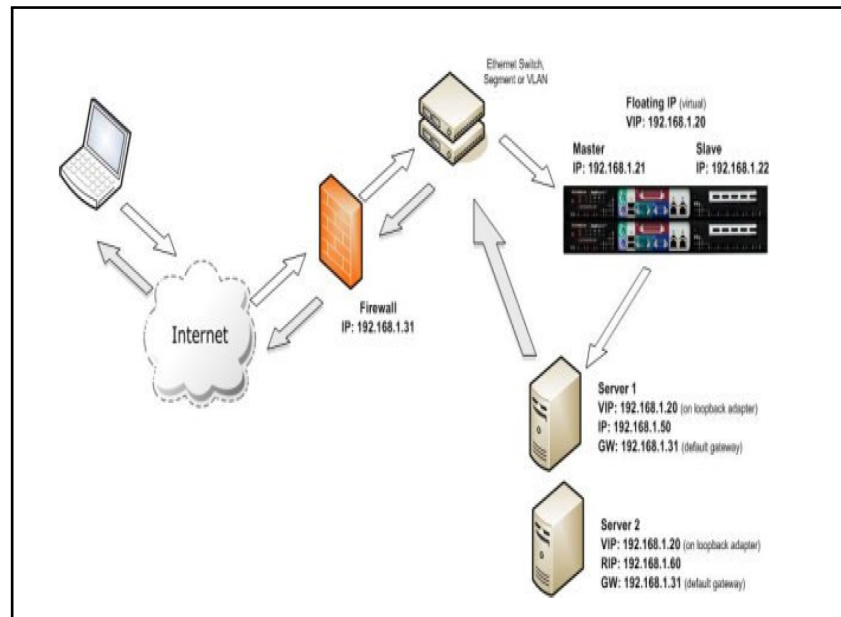 Ethernet Switch,
Segment or VLAN
Floating IP (virtual)
VIP: 192.168.1.20
Master
IP: 192.168.1.21
Slave
IP: 192.168.1.22
Internet
Firewall
IP: 192.168.1.31
Server 1
VIP: 192.168.1.20 (on loopback adapter)
IP: 192.168.1.50
GW: 192.168.1.31 (default gateway)
Server 2
VIP: 192.168.1.20 (on loopback adapter)
RIP: 192.168.1.60
GW: 192.168.1.31 (default gateway)